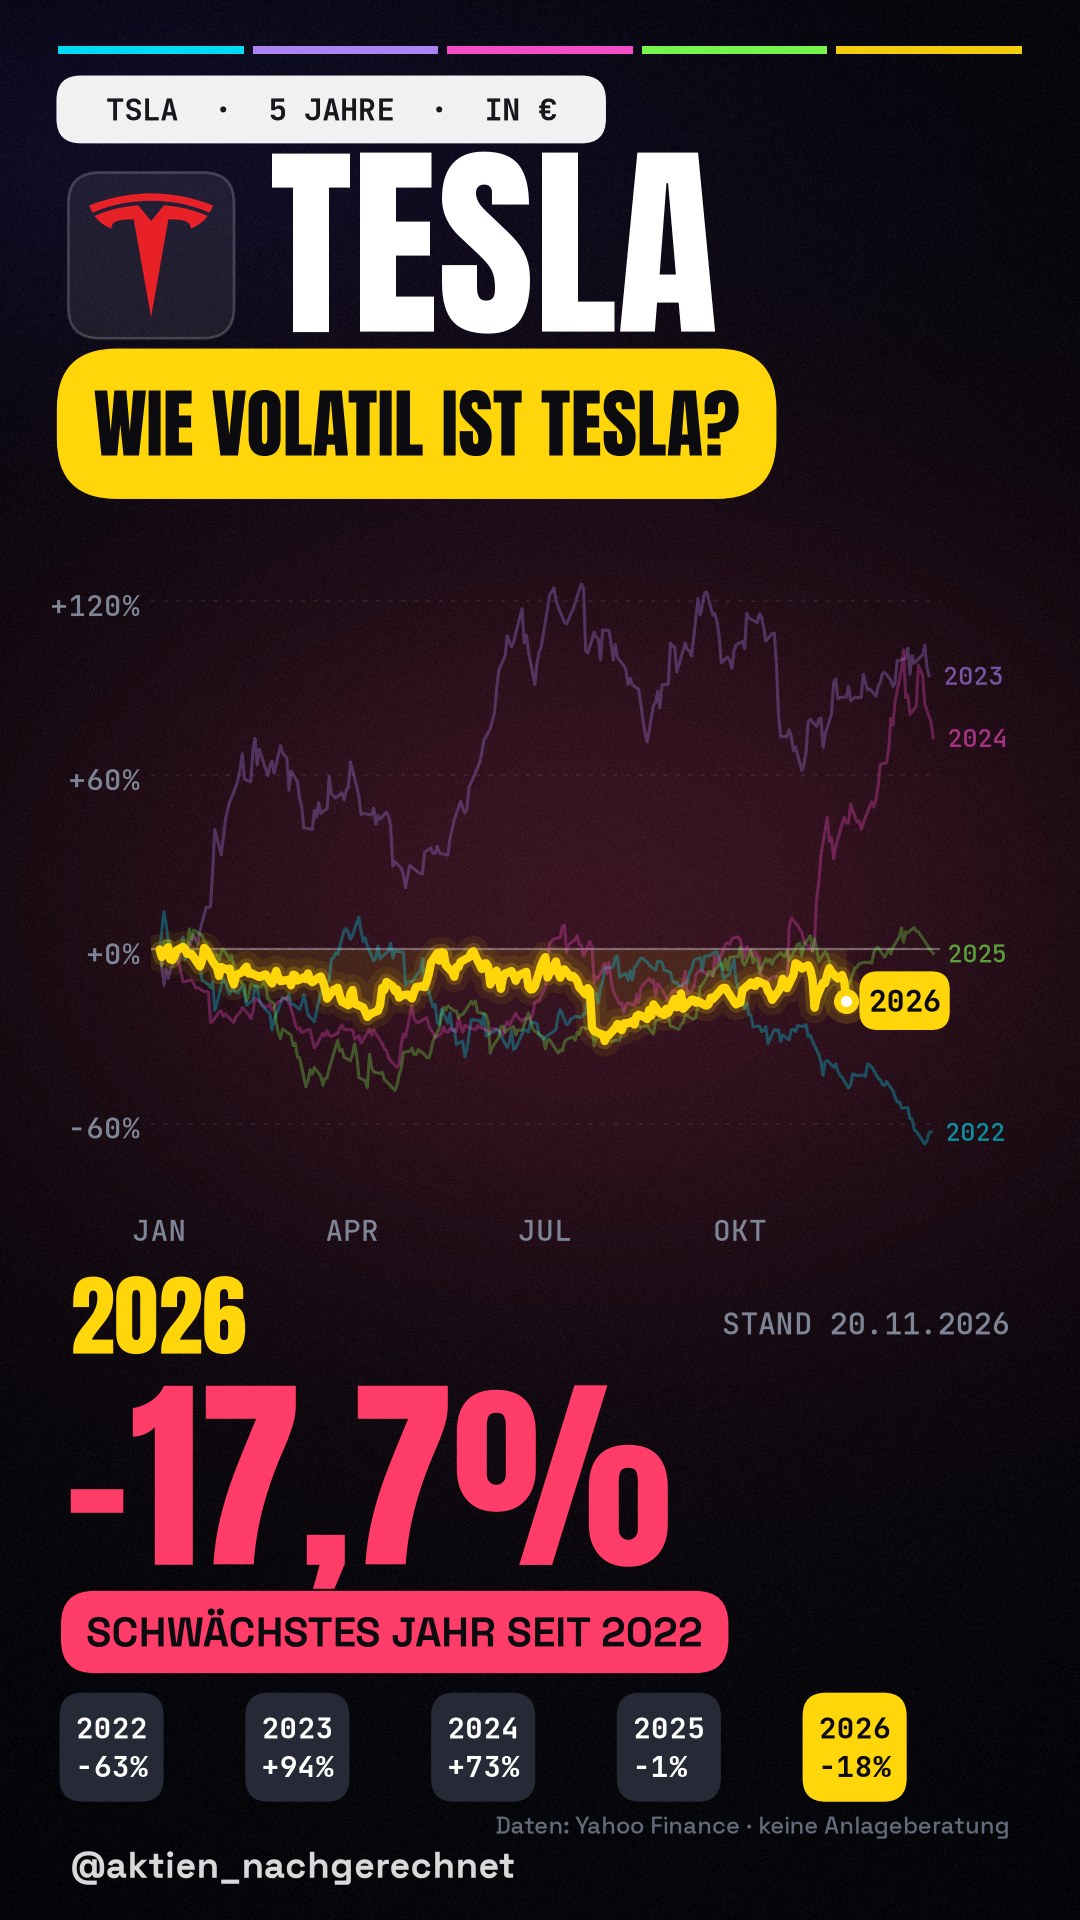 TSLA · 5 JAHRE · IN €
TESLA
WIE VOLATIL IST TESLA?
+120%
+60%
+0%
-60%
2023
2024
2025
2026
2022
JAN APR JUL OKT
2026
STAND 20.11.2026
-17,7%
SCHWÄCHSTES JAHR SEIT 2022
2022 2023 2024 2025 2026
-63% +94% +73% -1% -18%
Daten: Yahoo Finance · keine Anlageberatung
@aktien_nachgerechnet